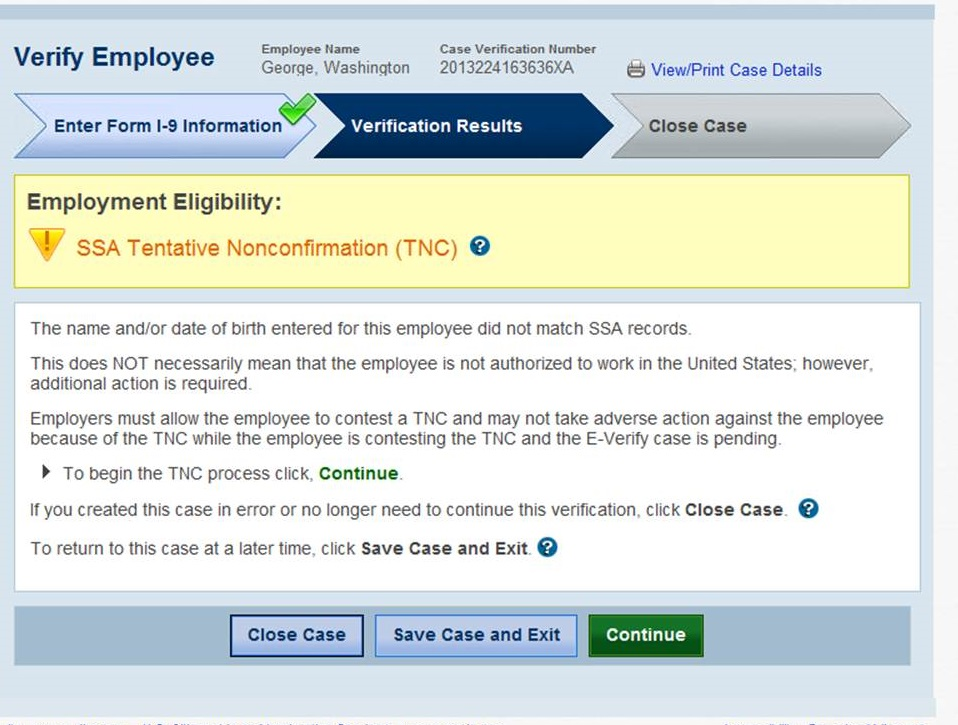 Verify Employee
Employee Name
George, Washington
Case Verification Number
2013224163636XA
View/Print Case Details
Enter Form I-9 Information
Verification Results
Close Case
Employment Eligibility:
SSA Tentative Nonconfirmation (TNC) ?
The name and/or date of birth entered for this employee did not match SSA records.
This does NOT necessarily mean that the employee is not authorized to work in the United States; however,
additional action is required.
Employers must allow the employee to contest a TNC and may not take adverse action against the employee
because of the TNC while the employee is contesting the TNC and the E-Verify case is pending.
To begin the TNC process click, Continue.
If you created this case in error or no longer need to continue this verification, click Close Case. ?
To return to this case at a later time, click Save Case and Exit. ?
Close Case
Save Case and Exit
Continue